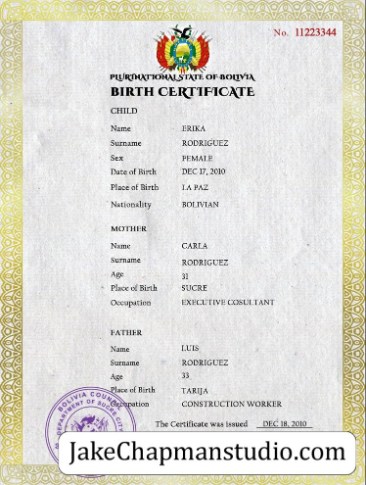 No. 11223344
PLURINATIONAL STATE OF BOLIVIA
BIRTH CERTIFICATE
CHILD
Name ERIKA
Surname RODRIGUEZ
Sex FEMALE
Date of Birth DEC 17, 2010
Place of Birth LA PAZ
Nationality BOLIVIAN
MOTHER
Name CARLA
Surname RODRIGUEZ
Age 31
Place of Birth SUCRE
Occupation EXECUTIVE COSULTANT
FATHER
Name LUIS
Surname RODRIGUEZ
Age 33
Place of Birth TARIJA
Occupation CONSTRUCTION WORKER
The Certificate was issued DEC 18, 2010
BOLIVIA
DEPARTMENT OF SUCRE
JakeChapmanstudio.com